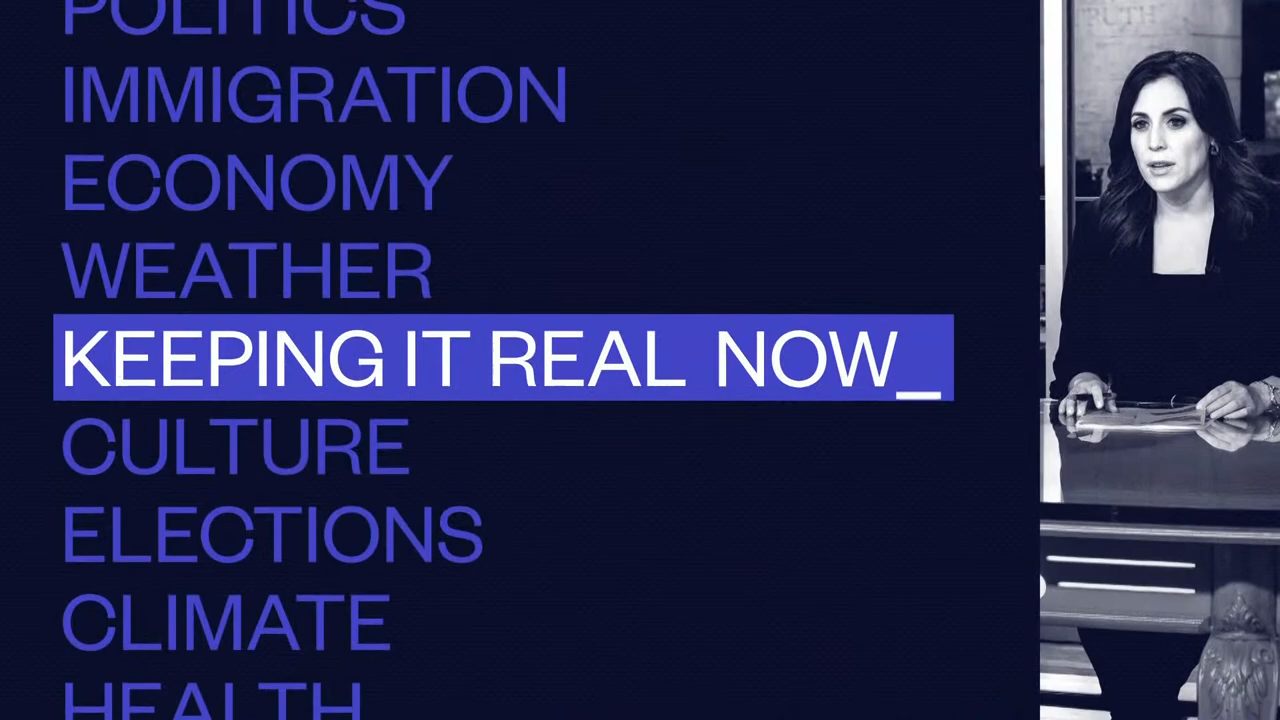 POLITICS
IMMIGRATION
ECONOMY
WEATHER
KEEPING IT REAL NOW_
CULTURE
ELECTIONS
CLIMATE
HEALTH